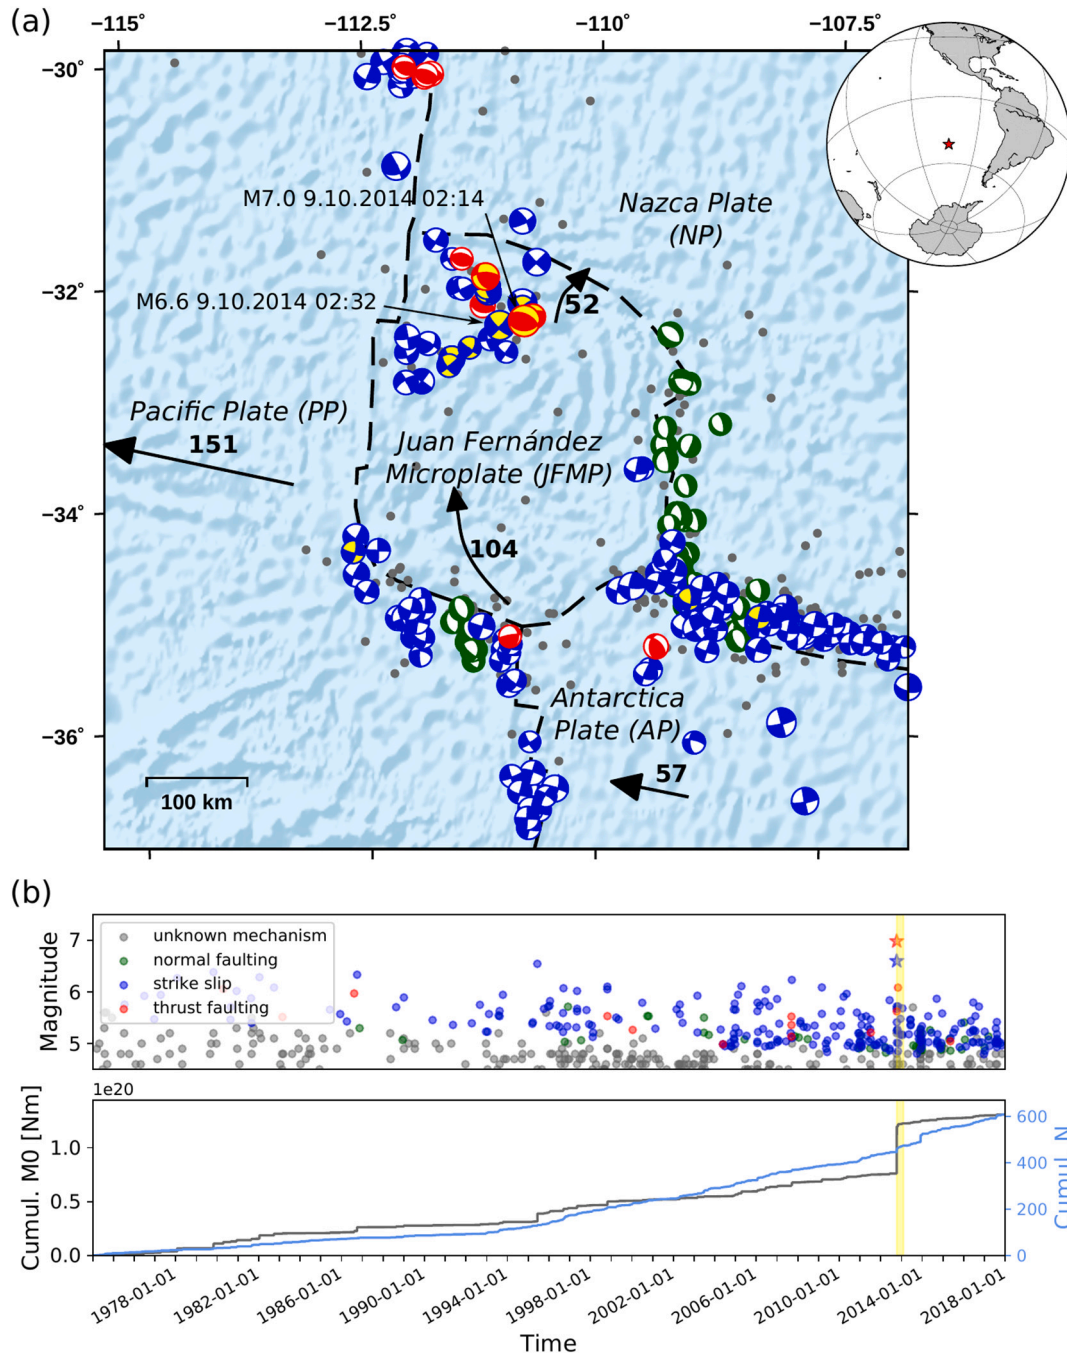 (a)
−115°
−112.5°
−110°
−107.5°
−30°
M7.0 9.10.2014 02:14
Nazca Plate
(NP)
−32°
M6.6 9.10.2014 02:32
52
Pacific Plate (PP)
151
Juan Fernández
Microplate (JFMP)
−34°
104
Antarctica
Plate (AP)
−36°
57
100 km
(b)
Magnitude
7
6
5
unknown mechanism
normal faulting
strike slip
thrust faulting
1e20
Cumul. M0 [Nm]
1.0
0.5
0.0
600
400
200
0
Cumul. N
1978-01-01
1982-01-01
1986-01-01
1990-01-01
1994-01-01
1998-01-01
2002-01-01
2006-01-01
2010-01-01
2014-01-01
2018-01-01
Time